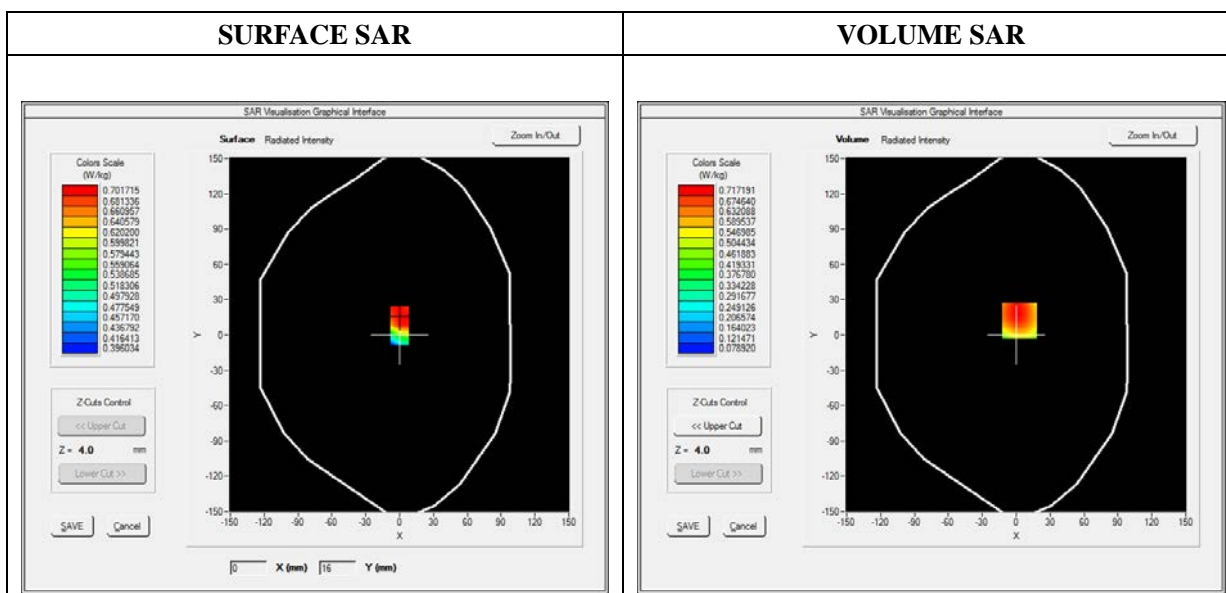 SURFACE SAR
VOLUME SAR
SAR Visualisation Graphical Interface
Surface Radiated Intensity
Zoom In/Out
Colors Scale
(W/kg)
0.701715
0.681336
0.660957
0.640579
0.620200
0.599821
0.579443
0.559064
0.538685
0.518306
0.497928
0.477549
0.457170
0.436792
0.416413
0.396034
Z-Cuts Control
<< Upper Cut
Z = 4.0 mm
Lower Cut >>
SAVE Cancel
150
120
90
60
30
0
-30
-60
-90
-120
-150
Y
-150 -120 -90 -60 -30 0 30 60 90 120 150
X
0 X (mm) 16 Y (mm)
SAR Visualisation Graphical Interface
Volume Radiated Intensity
Zoom In/Out
Colors Scale
(W/kg)
0.717191
0.674640
0.632088
0.589537
0.546985
0.504434
0.461883
0.419331
0.376780
0.334228
0.291677
0.249126
0.206574
0.164023
0.121471
0.078920
Z-Cuts Control
<< Upper Cut
Z = 4.0 mm
Lower Cut >>
SAVE Cancel
150
120
90
60
30
0
-30
-60
-90
-120
-150
Y
-150 -120 -90 -60 -30 0 30 60 90 120 150
X